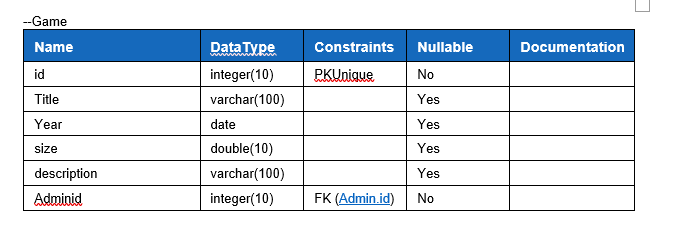 --Game
Name DataType Constraints Nullable Documentation
id integer(10) PKUnique No
Title varchar(100) Yes
Year date Yes
size double(10) Yes
description varchar(100) Yes
Adminid integer(10) FK (Admin.id) No